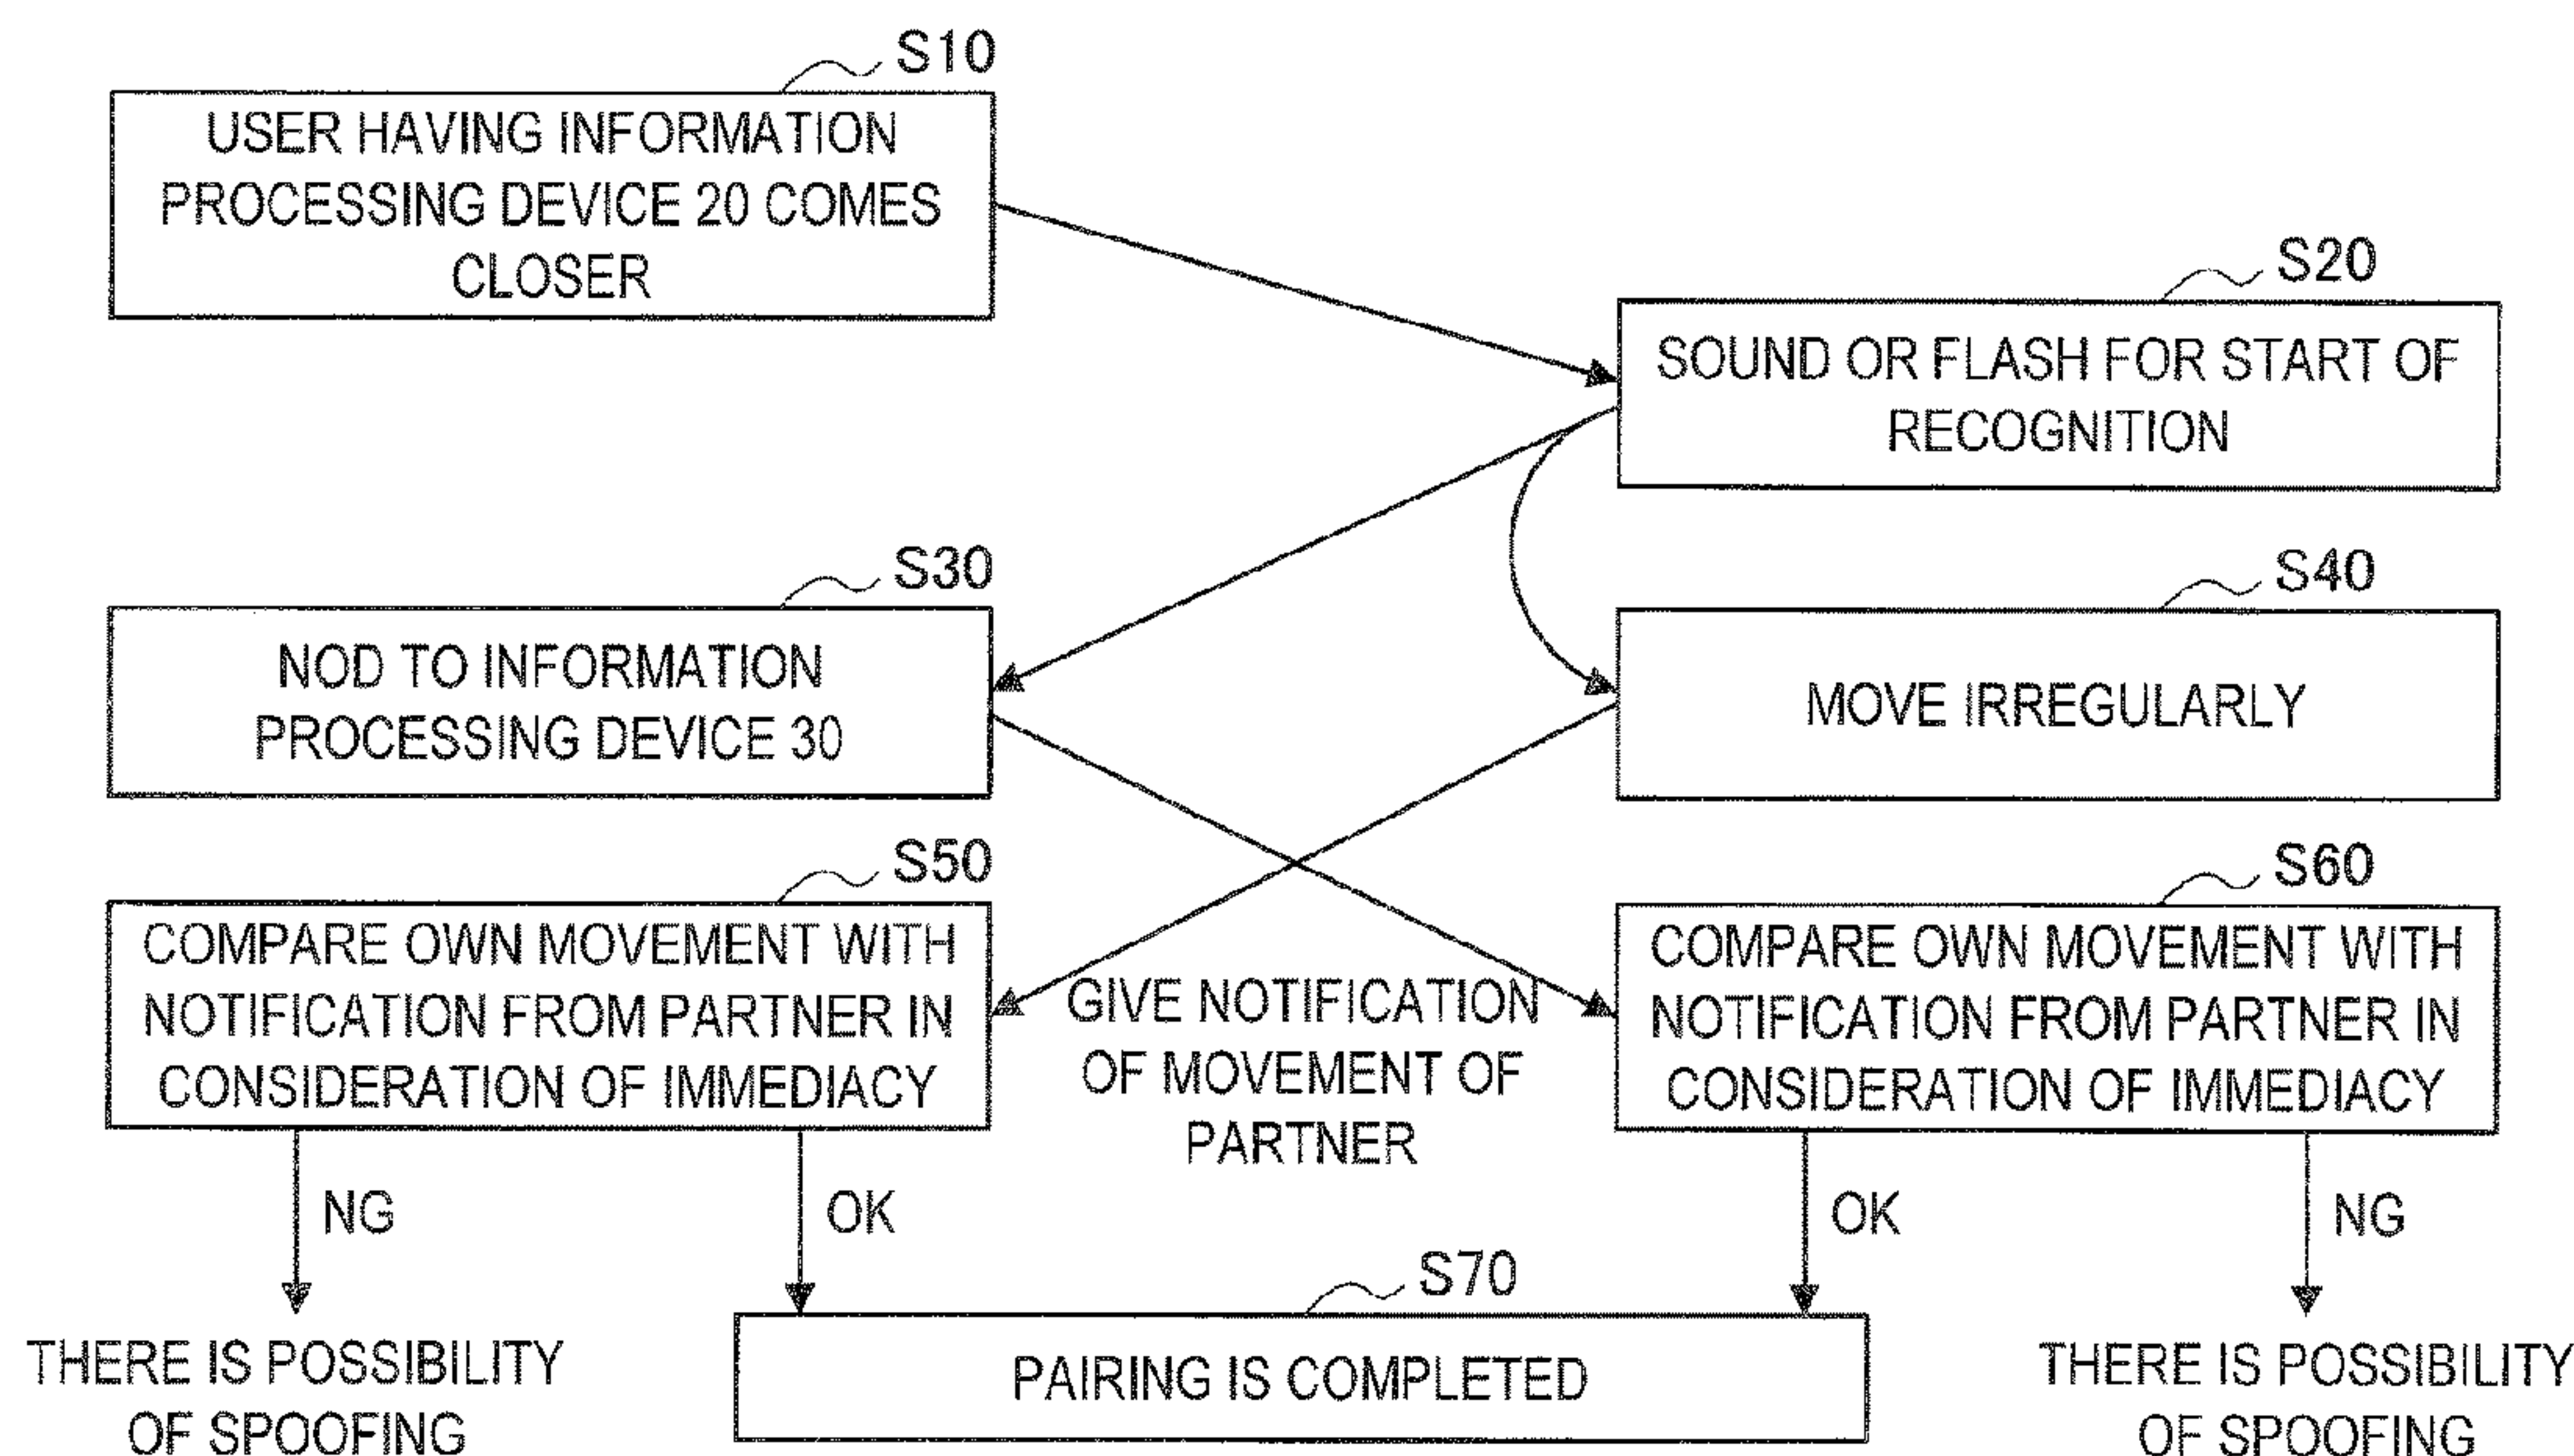 S10
USER HAVING INFORMATION
PROCESSING DEVICE 20 COMES
CLOSER
S20
SOUND OR FLASH FOR START OF
RECOGNITION
S30
NOD TO INFORMATION
PROCESSING DEVICE 30
S40
MOVE IRREGULARLY
S50
COMPARE OWN MOVEMENT WITH
NOTIFICATION FROM PARTNER IN
CONSIDERATION OF IMMEDIACY
GIVE NOTIFICATION
OF MOVEMENT OF
PARTNER
S60
COMPARE OWN MOVEMENT WITH
NOTIFICATION FROM PARTNER IN
CONSIDERATION OF IMMEDIACY
NG
OK
OK
NG
THERE IS POSSIBILITY
OF SPOOFING
S70
PAIRING IS COMPLETED
THERE IS POSSIBILITY
OF SPOOFING